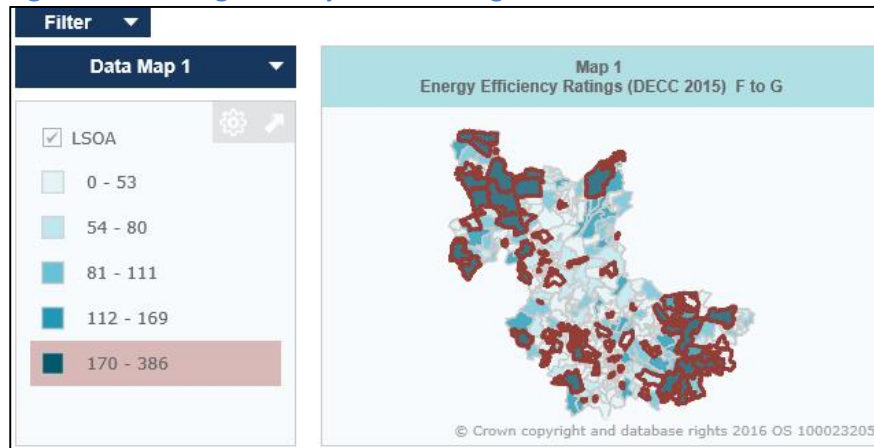 Filter
Data Map 1
LSOA
0 - 53
54 - 80
81 - 111
112 - 169
170 - 386
Map 1
Energy Efficiency Ratings (DECC 2015) F to G
© Crown copyright and database rights 2016 OS 100023205